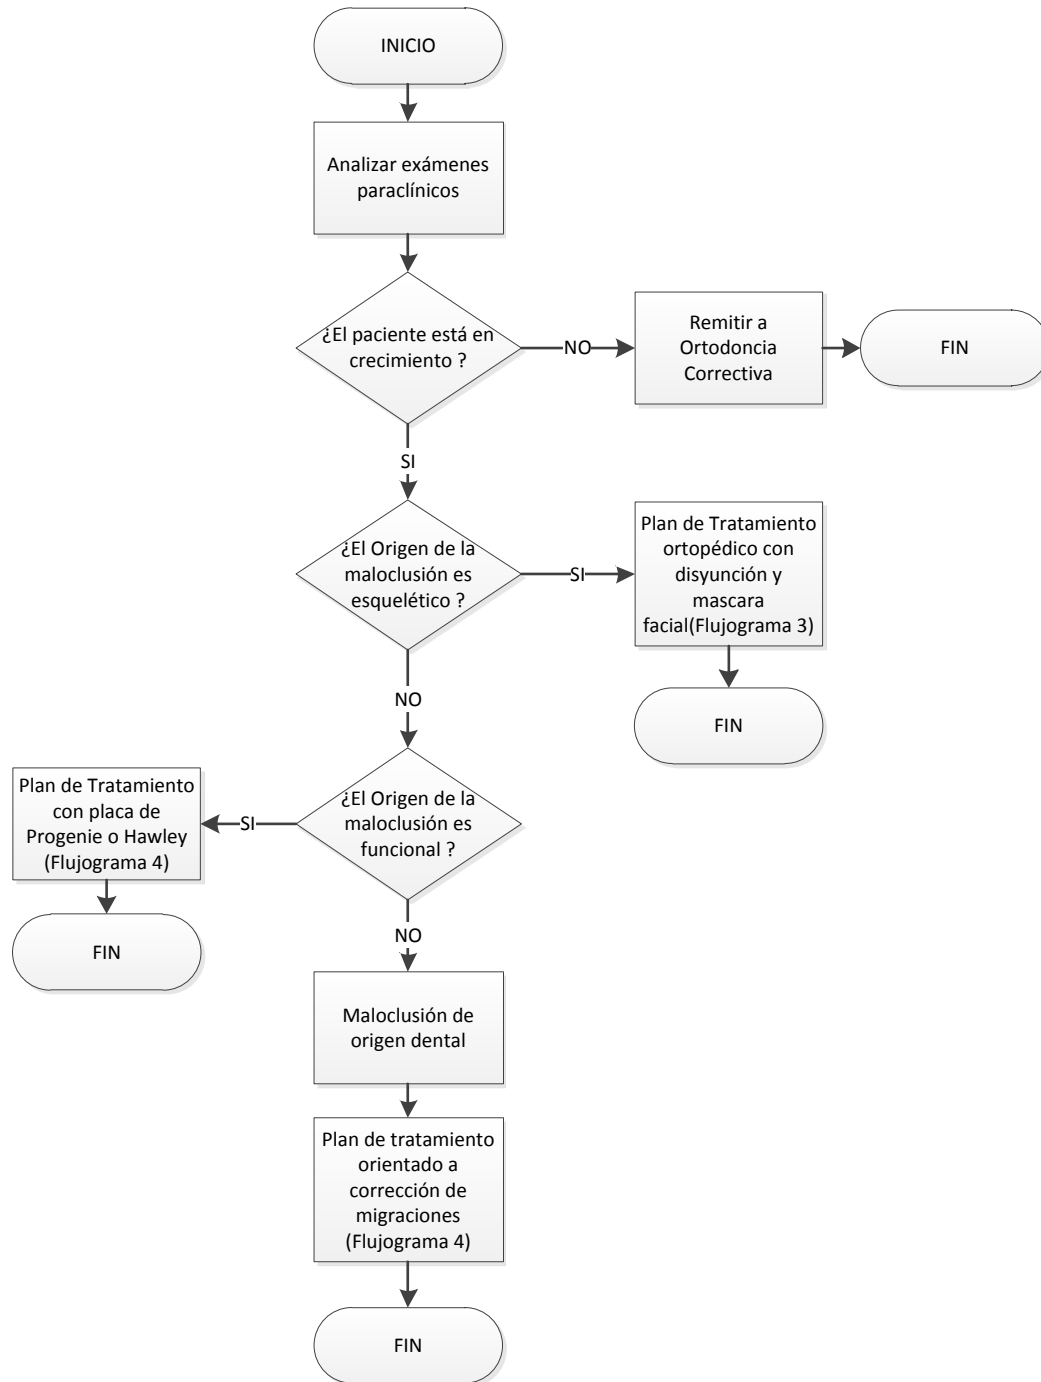 INICIO
Analizar exámenes
paraclínicos
¿El paciente está en
crecimiento ?
NO
Remitir a
Ortodoncia
Correctiva
FIN
SI
¿El Origen de la
maloclusión es
esquelético ?
SI
Plan de Tratamiento
ortopédico con
disyunción y
mascara
facial(Flujograma 3)
FIN
NO
¿El Origen de la
maloclusión es
funcional ?
SI
Plan de Tratamiento
con placa de
Progenie o Hawley
(Flujograma 4)
FIN
NO
Maloclusión de
origen dental
Plan de tratamiento
orientado a
corrección de
migraciones
(Flujograma 4)
FIN